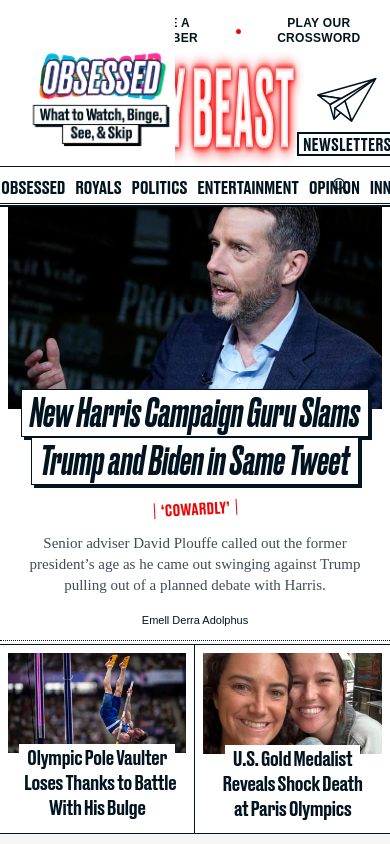 E A
BER
PLAY OUR
CROSSWORD
OBSESSED
What to Watch, Binge,
See, & Skip
Y BEAST
NEWSLETTERS
OBSESSED ROYALS POLITICS ENTERTAINMENT OPINION INN
PRO
New Harris Campaign Guru Slams
Trump and Biden in Same Tweet
‘COWARDLY’
Senior adviser David Plouffe called out the former
president’s age as he came out swinging against Trump
pulling out of a planned debate with Harris.
Emell Derra Adolphus
Olympic Pole Vaulter
Loses Thanks to Battle
With His Bulge
U.S. Gold Medalist
Reveals Shock Death
at Paris Olympics